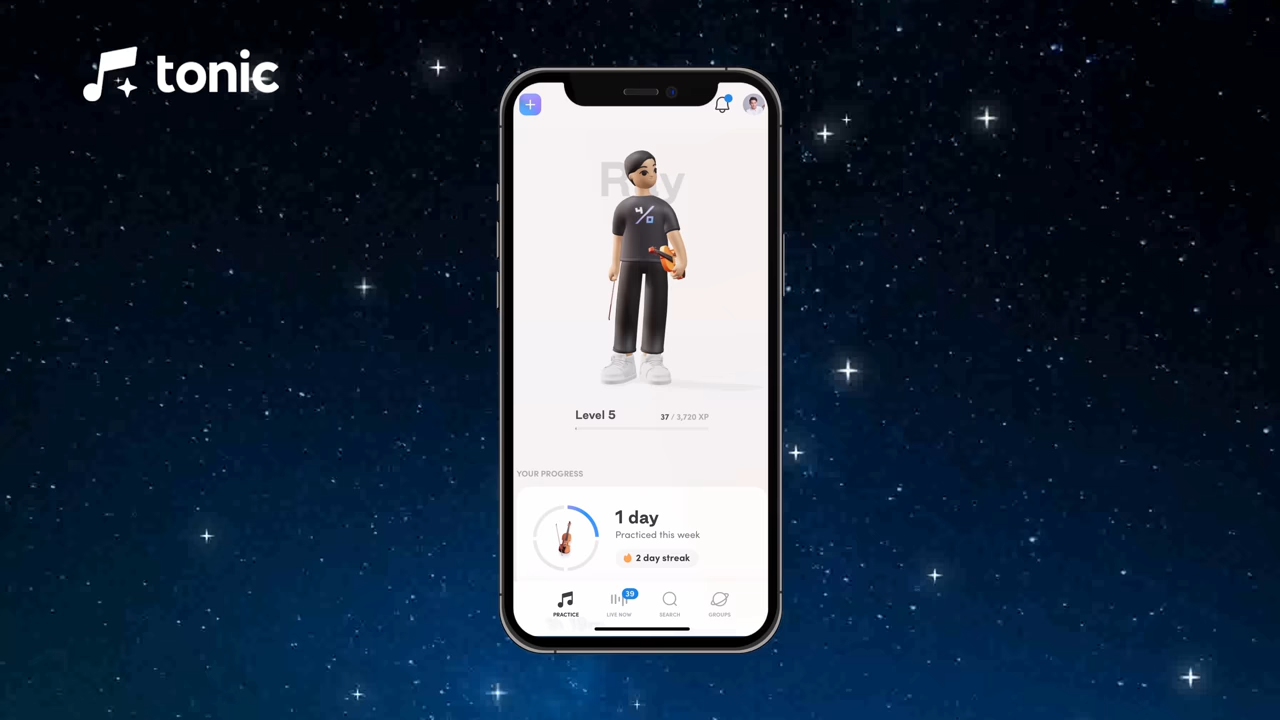 tonic
Level 5
37 / 3,720 XP
YOUR PROGRESS
1 day
Practiced this week
2 day streak
39
PRACTICE
LIVE NOW
SEARCH
GROUPS